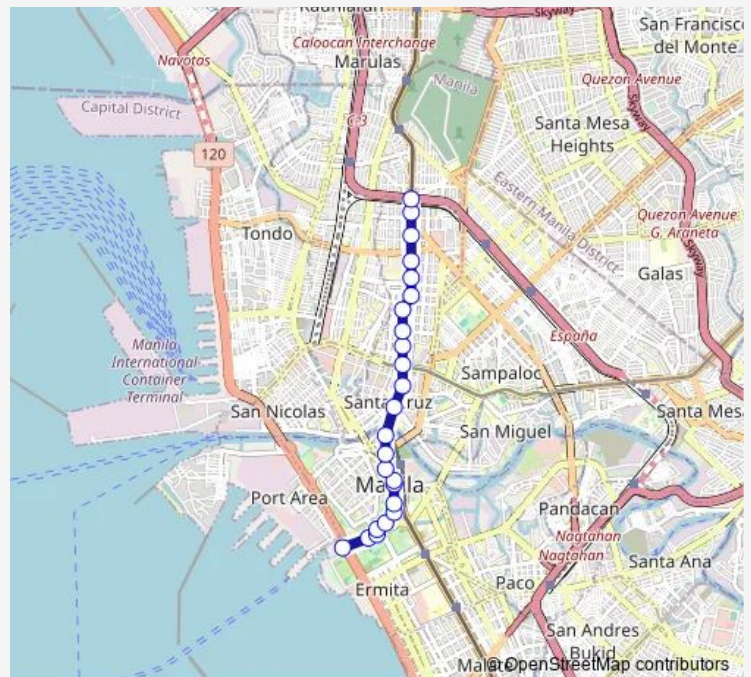 Kaunlaran
Skyway
San Francisco
del Monte
Caloocan Interchange
Marulas
Navotas
Manila
Quezon Avenue
Capital District
C-3
Skyway
Santa Mesa
Heights
120
Eastern Manila District
Quezon Avenue
G. Araneta
Tondo
Skyway
Galas
España
Manila
International
Container
Terminal
Sampaloc
San Nicolas
Santa Cruz
Santa Mesa
San Miguel
Manila
Port Area
Pandacan
Nagtahan
Nagtahan
Santa Ana
Ermita
Paco
San Andres
Bukid
Malate
© OpenStreetMap contributors